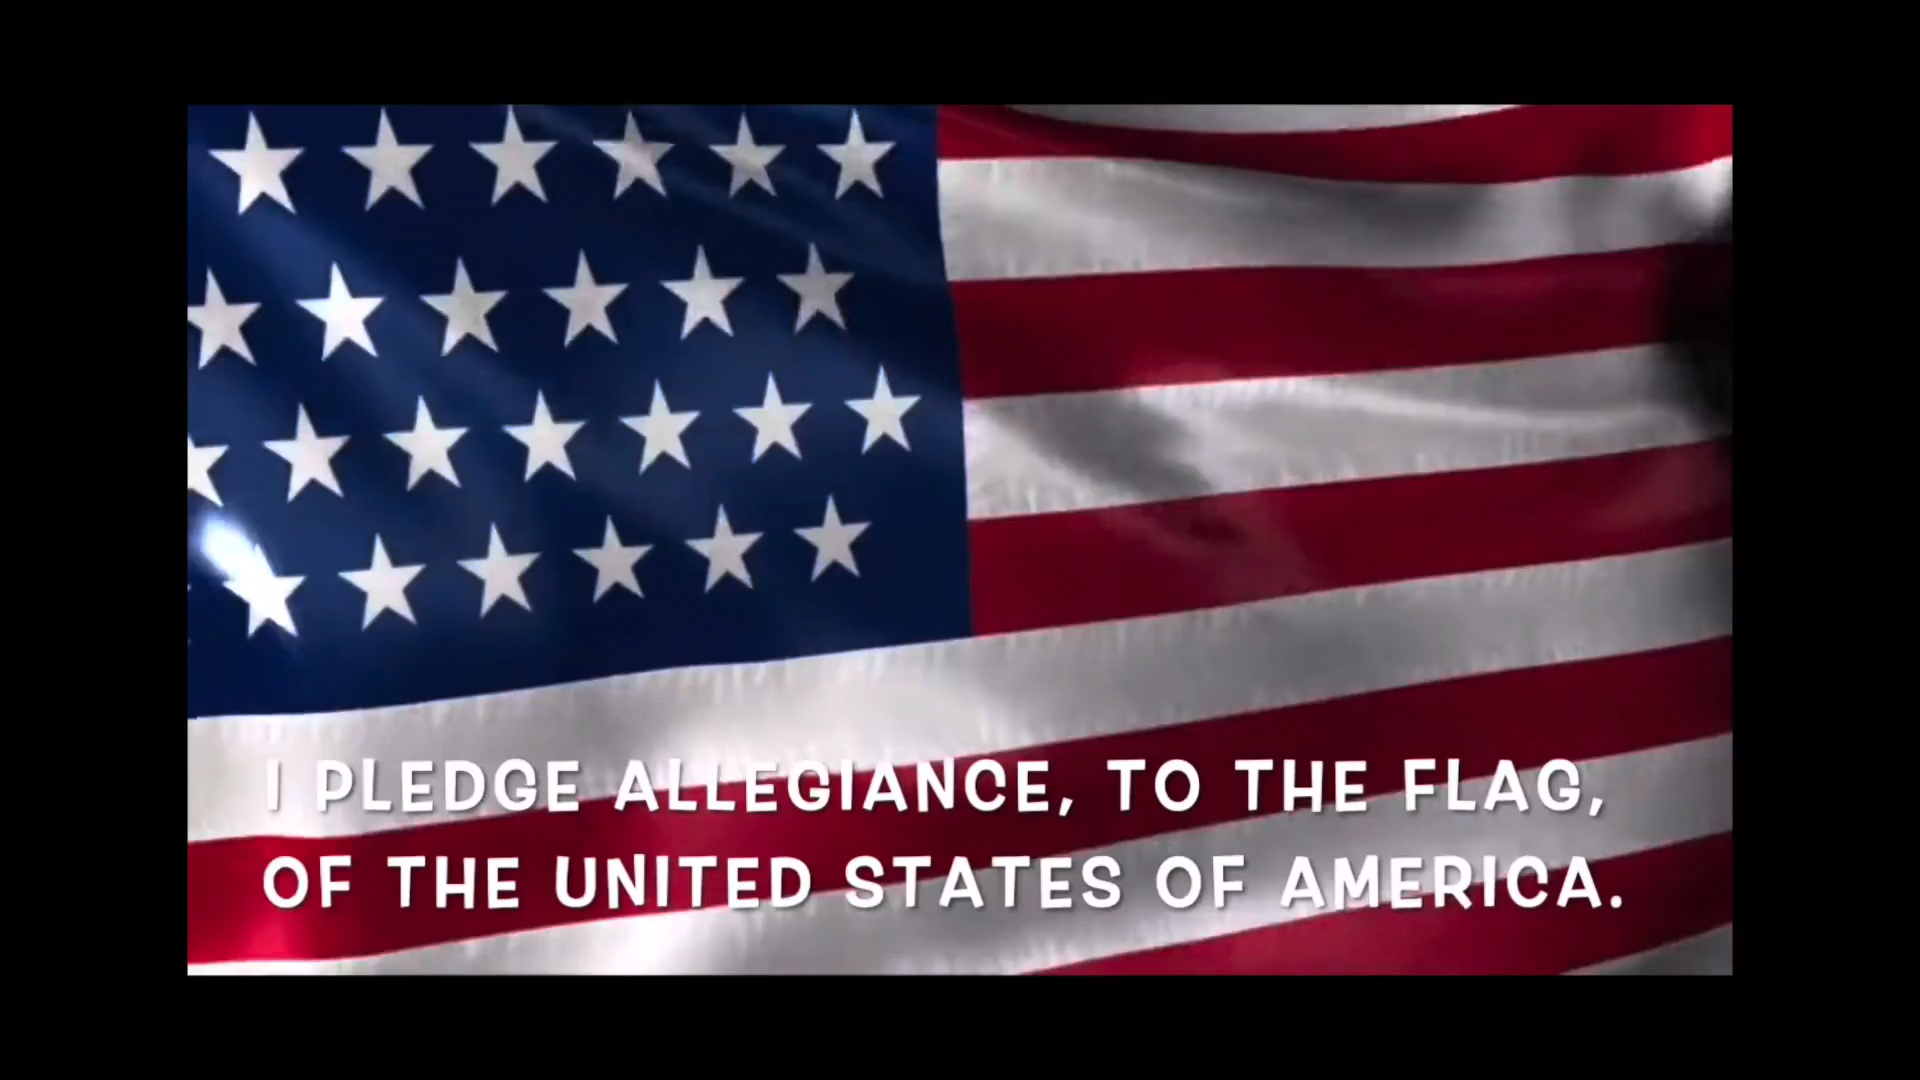 I PLEDGE ALLEGIANCE, TO THE FLAG,
OF THE UNITED STATES OF AMERICA.